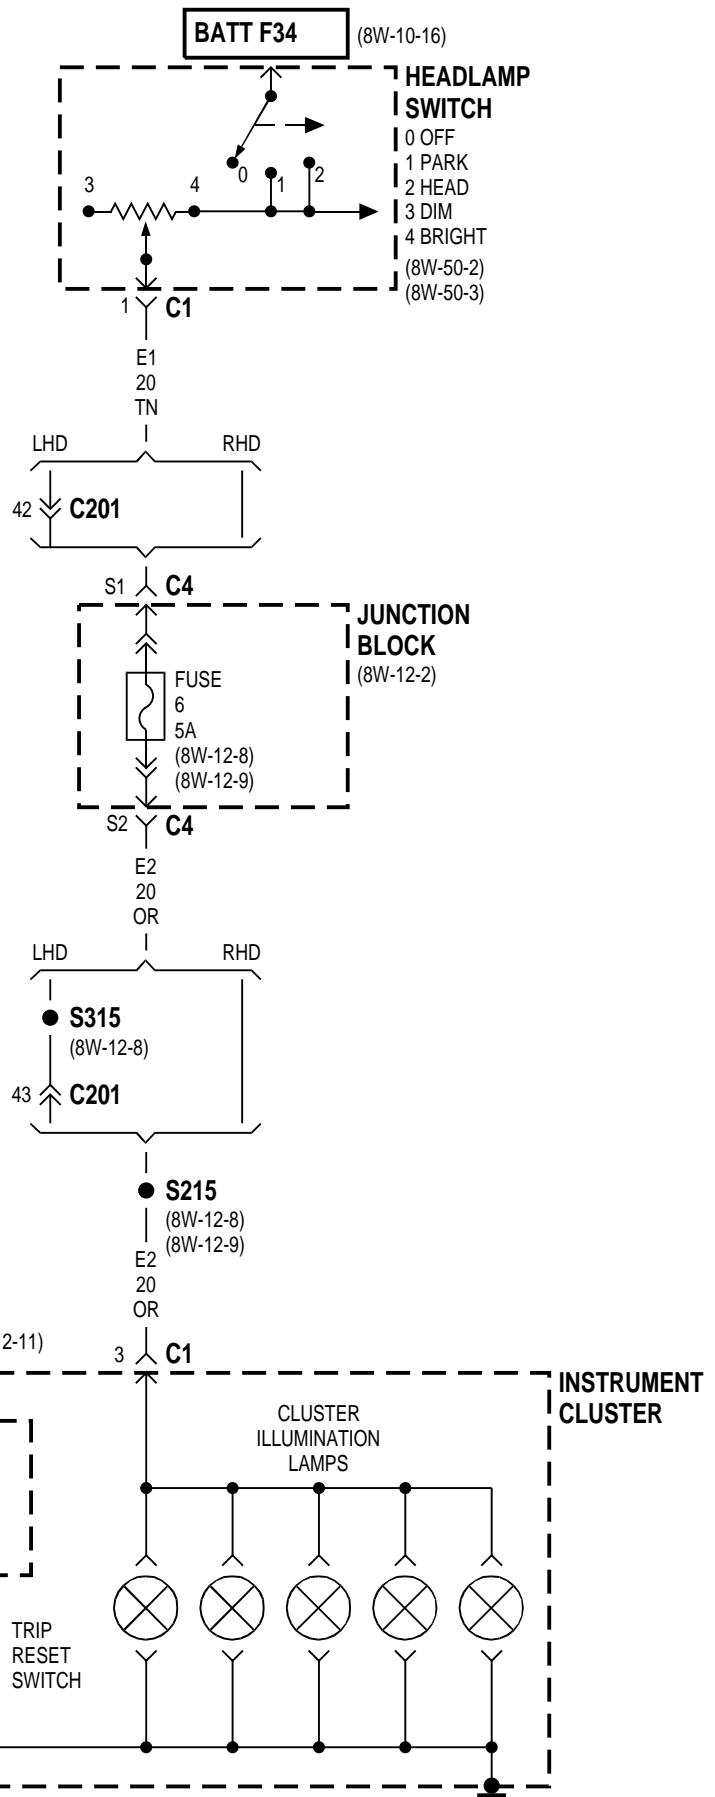 BATT F34
(8W-10-16)
HEADLAMP
SWITCH
0 OFF
1 PARK
2 HEAD
3 DIM
4 BRIGHT
(8W-50-2)
(8W-50-3)
0
1
2
3
4
1
C1
E1
20
TN
LHD
RHD
42
C201
S1
C4
JUNCTION
BLOCK
(8W-12-2)
FUSE
6
5A
(8W-12-8)
(8W-12-9)
S2
C4
E2
20
OR
LHD
RHD
S315
(8W-12-8)
43
C201
S215
(8W-12-8)
(8W-12-9)
E2
20
OR
2-11)
3
C1
INSTRUMENT
CLUSTER
CLUSTER
ILLUMINATION
LAMPS
TRIP
RESET
SWITCH